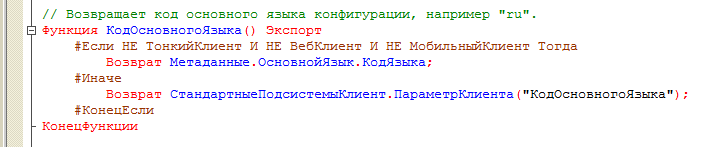 // Возвращает код основного языка конфигурации, например "ru".
Функция КодОсновногоЯзыка() Экспорт
#Если НЕ ТонкийКлиент И НЕ ВебКлиент И НЕ МобильныйКлиент Тогда
Возврат Метаданные.ОсновнойЯзык.КодЯзыка;
#Иначе
Возврат СтандартныеПодсистемыКлиент.ПараметрКлиента("КодОсновногоЯзыка");
#КонецЕсли
КонецФункции